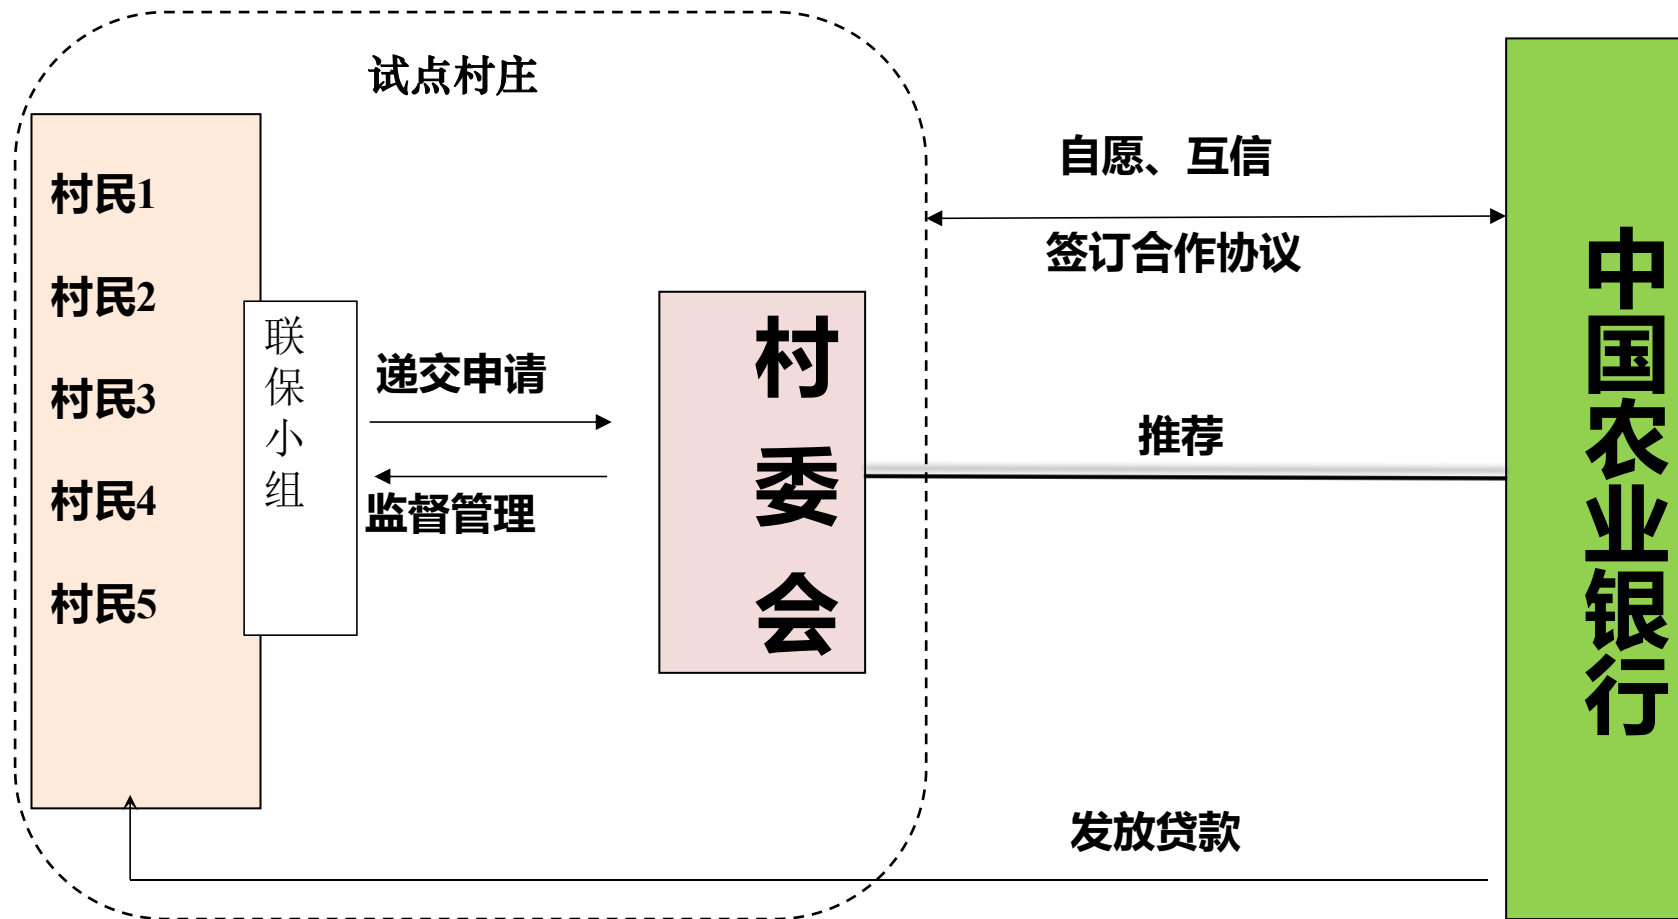 试点村庄
村民1
村民2
村民3
村民4
村民5
联保小组
递交申请
监督管理
村委会
自愿、互信
签订合作协议
推荐
发放贷款
中国农业银行